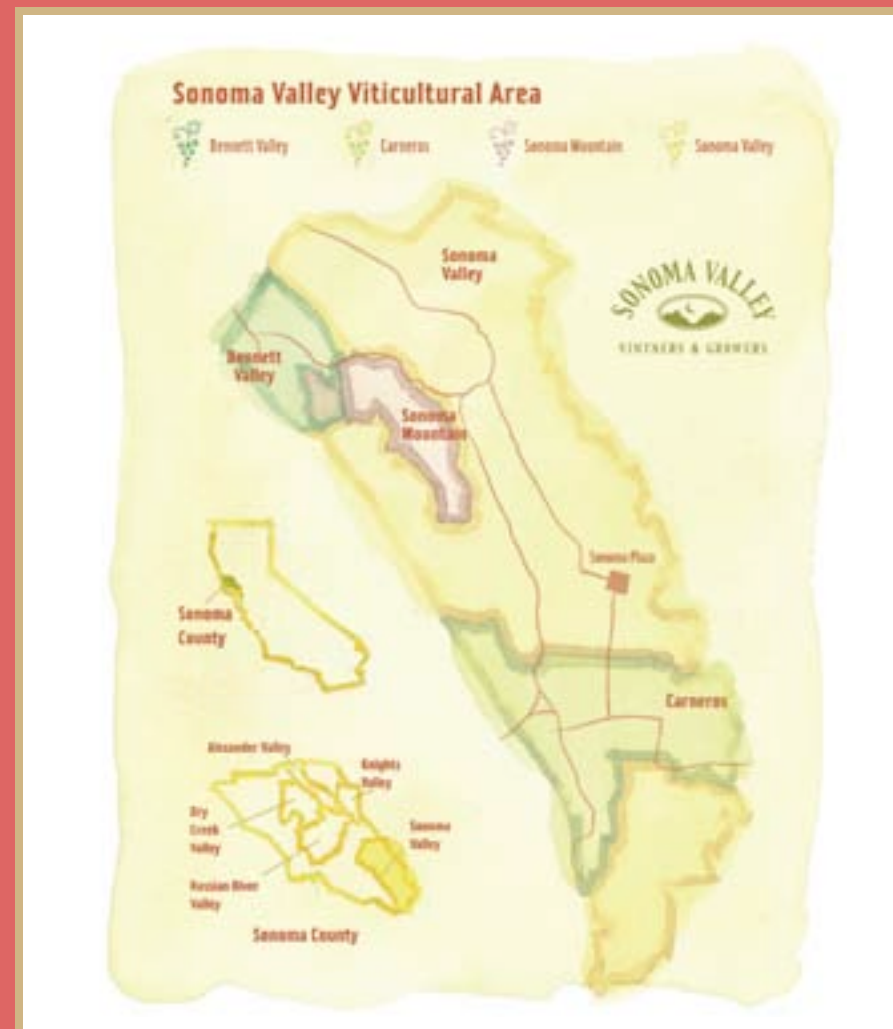 Sonoma Valley Viticultural Area
Bennett Valley
Carneros
Sonoma Mountain
Sonoma Valley
Sonoma
Valley
SONOMA VALLEY
VINTNERS & GROWERS
Bennett
Valley
Sonoma
Mountain
Sonoma Plaza
Sonoma
County
Carneros
Alexander Valley
Knights
Valley
Dry
Creek
Valley
Sonoma
Valley
Russian River
Valley
Sonoma County